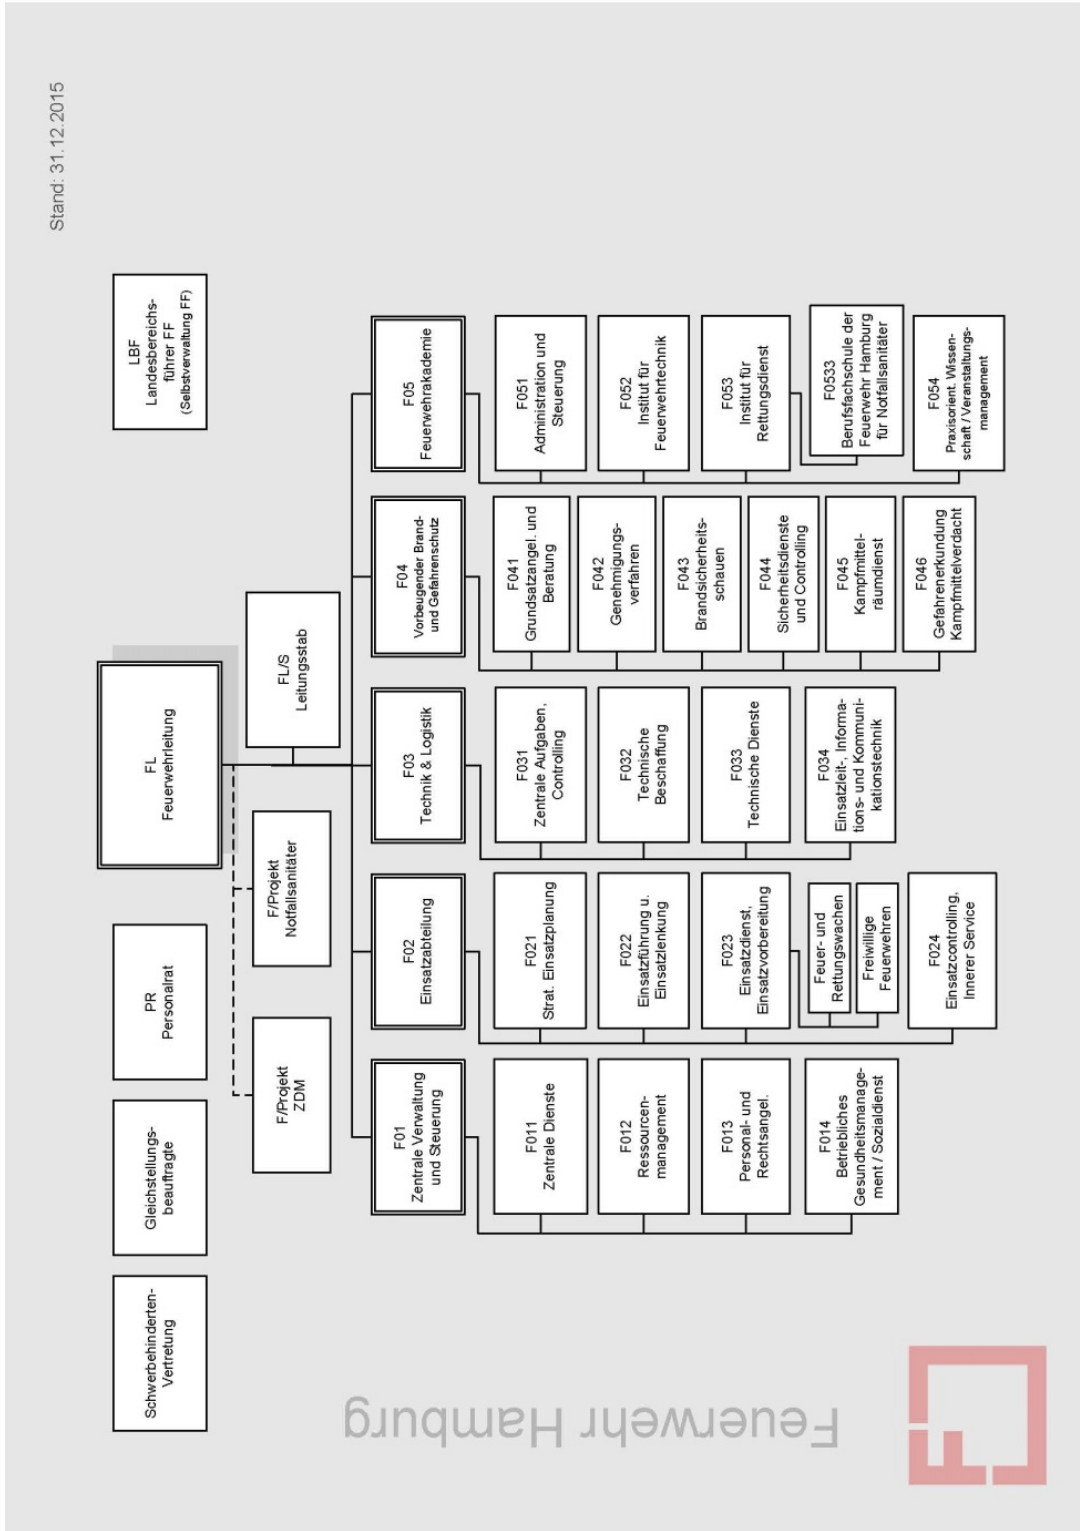 Stand: 31.12.2015
Schwerbehinderten-
Vertretung
Gleichstellungs-
beauftragte
PR
Personalrat
FL
Feuerwehrleitung
LBF
Landesbereichs-
führer FF
(Selbstverwaltung FF)
F/Projekt
ZDM
F/Projekt
Notfallsanitäter
FL/S
Leitungsstab
F01
Zentrale Verwaltung
und Steuerung
F011
Zentrale Dienste
F012
Ressourcen-
management
F013
Personal- und
Rechtsangel.
F014
Betriebliches
Gesundheitsmanage-
ment / Sozialdienst
F02
Einsatzabteilung
F021
Strat. Einsatzplanung
F022
Einsatzführung u.
Einsatzlenkung
F023
Einsatzdienst,
Einsatzvorbereitung
Feuer- und
Rettungswachen
Freiwillige
Feuerwehren
F024
Einsatzcontrolling,
Innerer Service
F03
Technik & Logistik
F031
Zentrale Aufgaben,
Controlling
F032
Technische
Beschaffung
F033
Technische Dienste
F034
Einsatzleit-, Informa-
tions- und Kommuni-
kationstechnik
F04
Vorbeugender Brand-
und Gefahrenschutz
F041
Grundsatzangel. und
Beratung
F042
Genehmigungs-
verfahren
F043
Brandsicherheits-
schauen
F044
Sicherheitsdienste
und Controlling
F045
Kampfmittel-
räumdienst
F046
Gefahrenerkundung
Kampfmittelverdacht
F05
Feuerwehrakademie
F051
Administration und
Steuerung
F052
Institut für
Feuerwehrtechnik
F053
Institut für
Rettungsdienst
F0533
Berufsfachschule der
Feuerwehr Hamburg
für Notfallsanitäter
F054
Praxisorient. Wissen-
schaft / Veranstaltungs-
management
Feuerwehr Hamburg